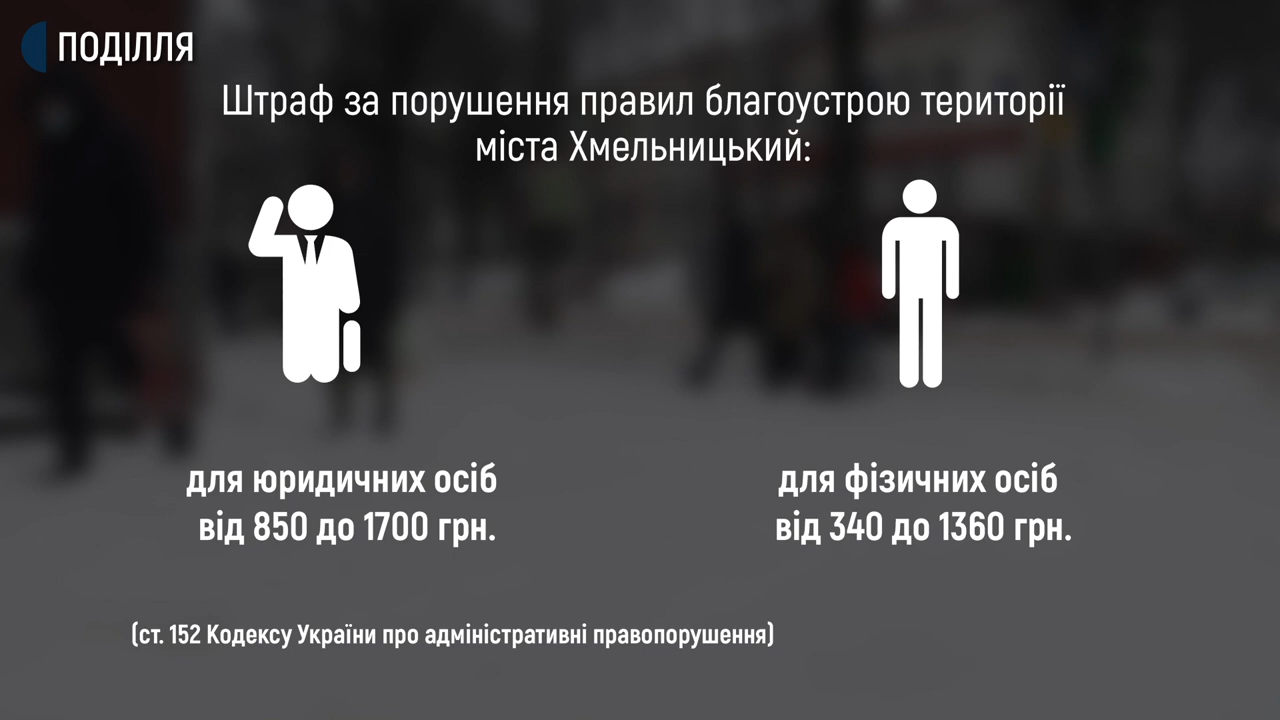 ПОДІЛЛЯ
Штраф за порушення правил благоустрою території
міста Хмельницький:
для юридичних осіб
від 850 до 1700 грн.
для фізичних осіб
від 340 до 1360 грн.
(ст. 152 Кодексу України про адміністративні правопорушення)